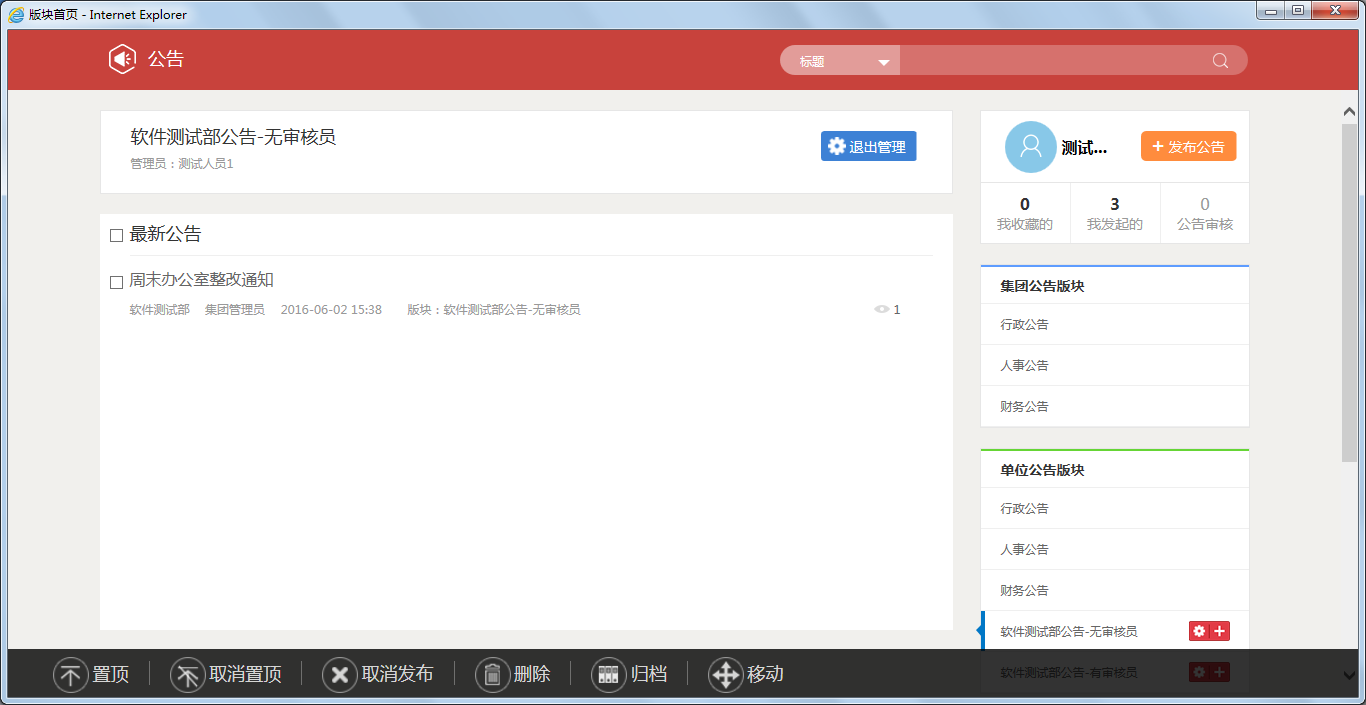 版块首页 - Internet Explorer
公告
标题
软件测试部公告-无审核员
管理员：测试人员1
退出管理
最新公告
周末办公室整改通知
软件测试部 集团管理员 2016-06-02 15:38 版块：软件测试部公告-无审核员 1
测试...
+ 发布公告
0 3 0
我收藏的 我发起的 公告审核
集团公告版块
行政公告
人事公告
财务公告
单位公告版块
行政公告
人事公告
财务公告
软件测试部公告-无审核员
软件测试部公告-有审核员
置顶 取消置顶 取消发布 删除 归档 移动